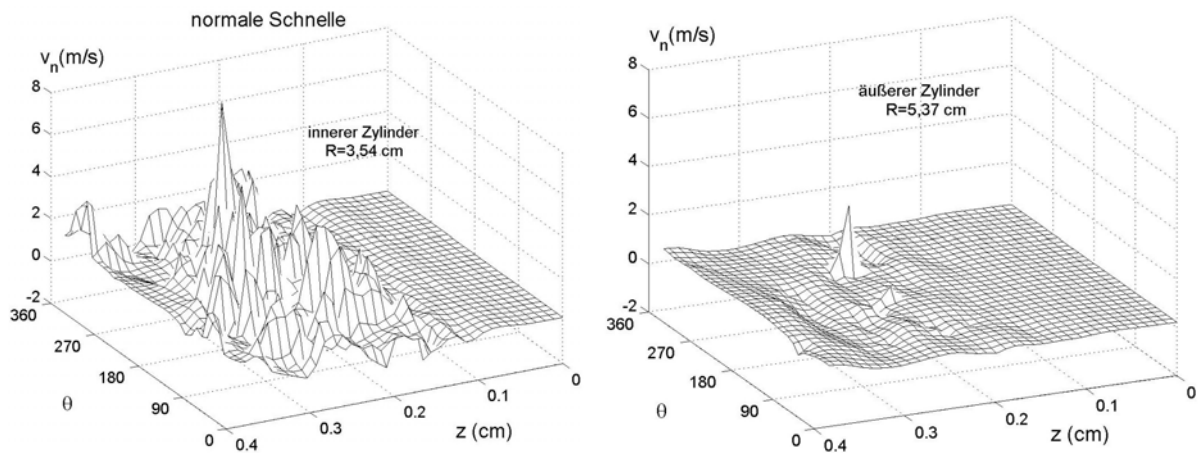 normale Schnelle
v_n(m/s)
8
6
4
2
0
-2
innerer Zylinder
R=3,54 cm
360
270
180
90
0
θ
0.4
0.3
0.2
0.1
0
z (cm)
v_n(m/s)
8
6
4
2
0
-2
äußerer Zylinder
R=5,37 cm
360
270
180
90
0
θ
0.4
0.3
0.2
0.1
0
z (cm)